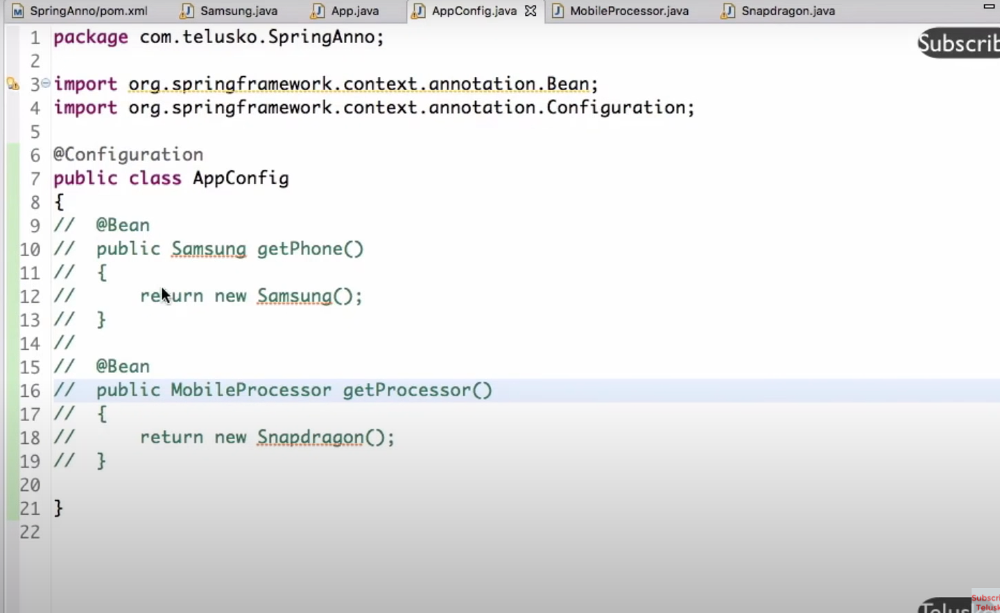 SpringAnno/pom.xml Samsung.java App.java AppConfig.java MobileProcessor.java Snapdragon.java
1 package com.telusko.SpringAnno;
2
3 import org.springframework.context.annotation.Bean;
4 import org.springframework.context.annotation.Configuration;
5
6 @Configuration
7 public class AppConfig
8 {
9 // @Bean
10 // public Samsung getPhone()
11 // {
12 // return new Samsung();
13 // }
14 //
15 // @Bean
16 // public MobileProcessor getProcessor()
17 // {
18 // return new Snapdragon();
19 // }
20
21 }
22
Subscrib
Subscri
Telusk